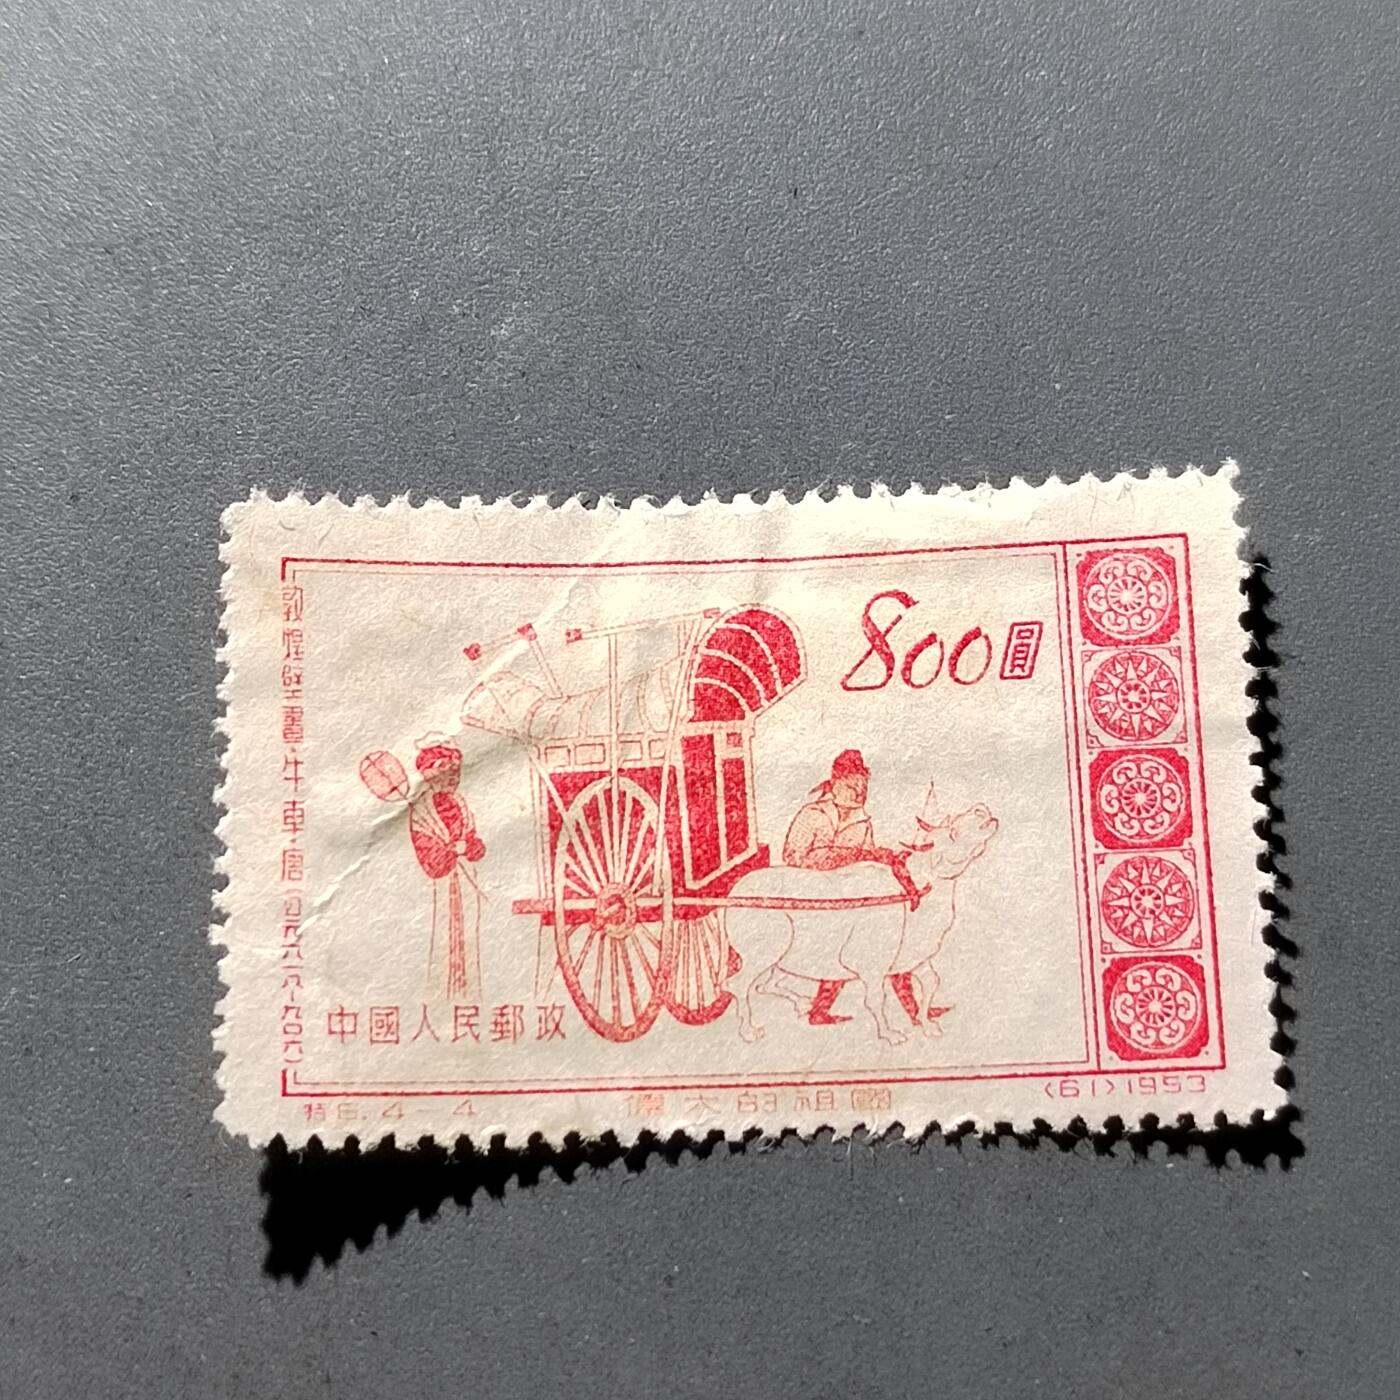 800圓
敦煌壁畫·牛車·唐(公元六一八-九〇六)
中國人民郵政
特6.4-4
偉大的祖國
(61)1953